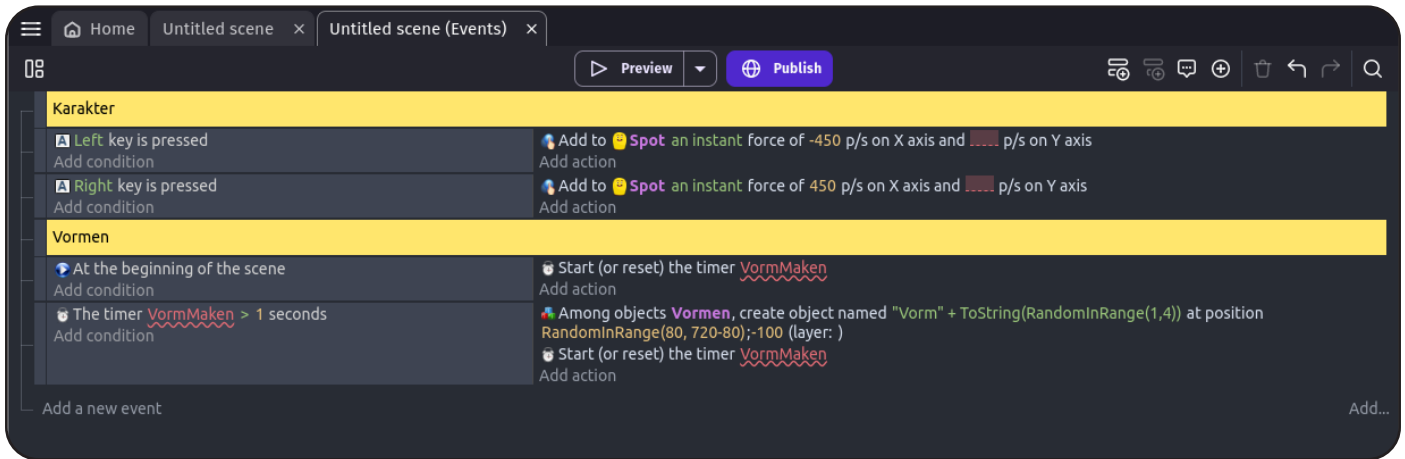 Home
Untitled scene ×
Untitled scene (Events) ×
Preview
Publish
Karakter
Left key is pressed
Add condition
Add to Spot an instant force of -450 p/s on X axis and p/s on Y axis
Add action
Right key is pressed
Add condition
Add to Spot an instant force of 450 p/s on X axis and p/s on Y axis
Add action
Vormen
At the beginning of the scene
Add condition
Start (or reset) the timer VormMaken
Add action
The timer VormMaken > 1 seconds
Add condition
Among objects Vormen, create object named "Vorm" + ToString(RandomInRange(1,4)) at position
RandomInRange(80, 720-80);-100 (layer: )
Start (or reset) the timer VormMaken
Add action
Add a new event
Add...